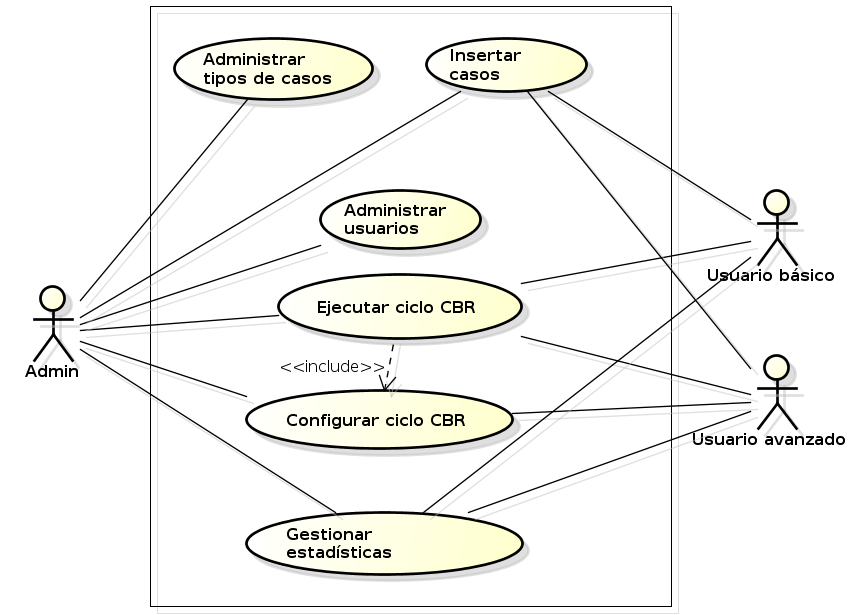 Administrar
tipos de casos
Insertar
casos
Administrar
usuarios
Usuario básico
Ejecutar ciclo CBR
<<include>>
Admin
Configurar ciclo CBR
Usuario avanzado
Gestionar
estadísticas